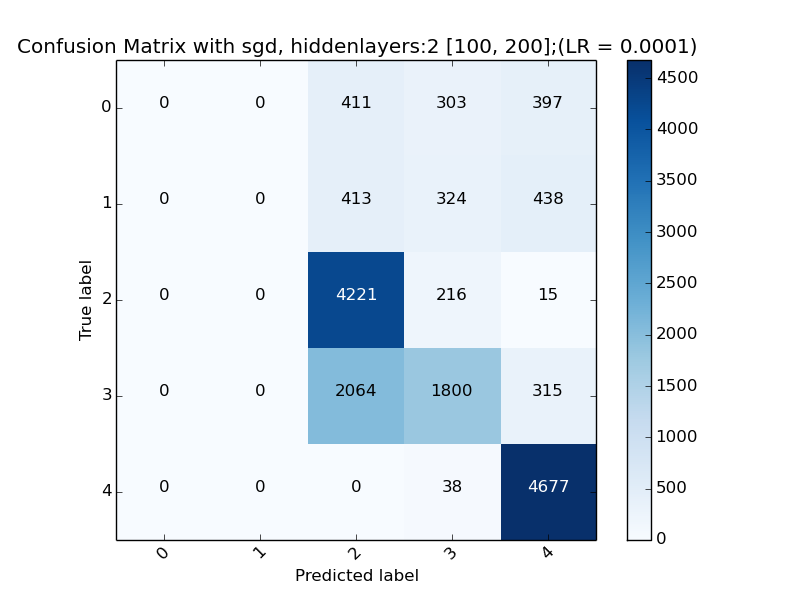 Confusion Matrix with sgd, hiddenlayers:2 [100, 200];(LR = 0.0001)
0 0 0 411 303 397
1 0 0 413 324 438
2 0 0 4221 216 15
3 0 0 2064 1800 315
4 0 0 0 38 4677
0 1 2 3 4
True label
Predicted label
4500
4000
3500
3000
2500
2000
1500
1000
500
0